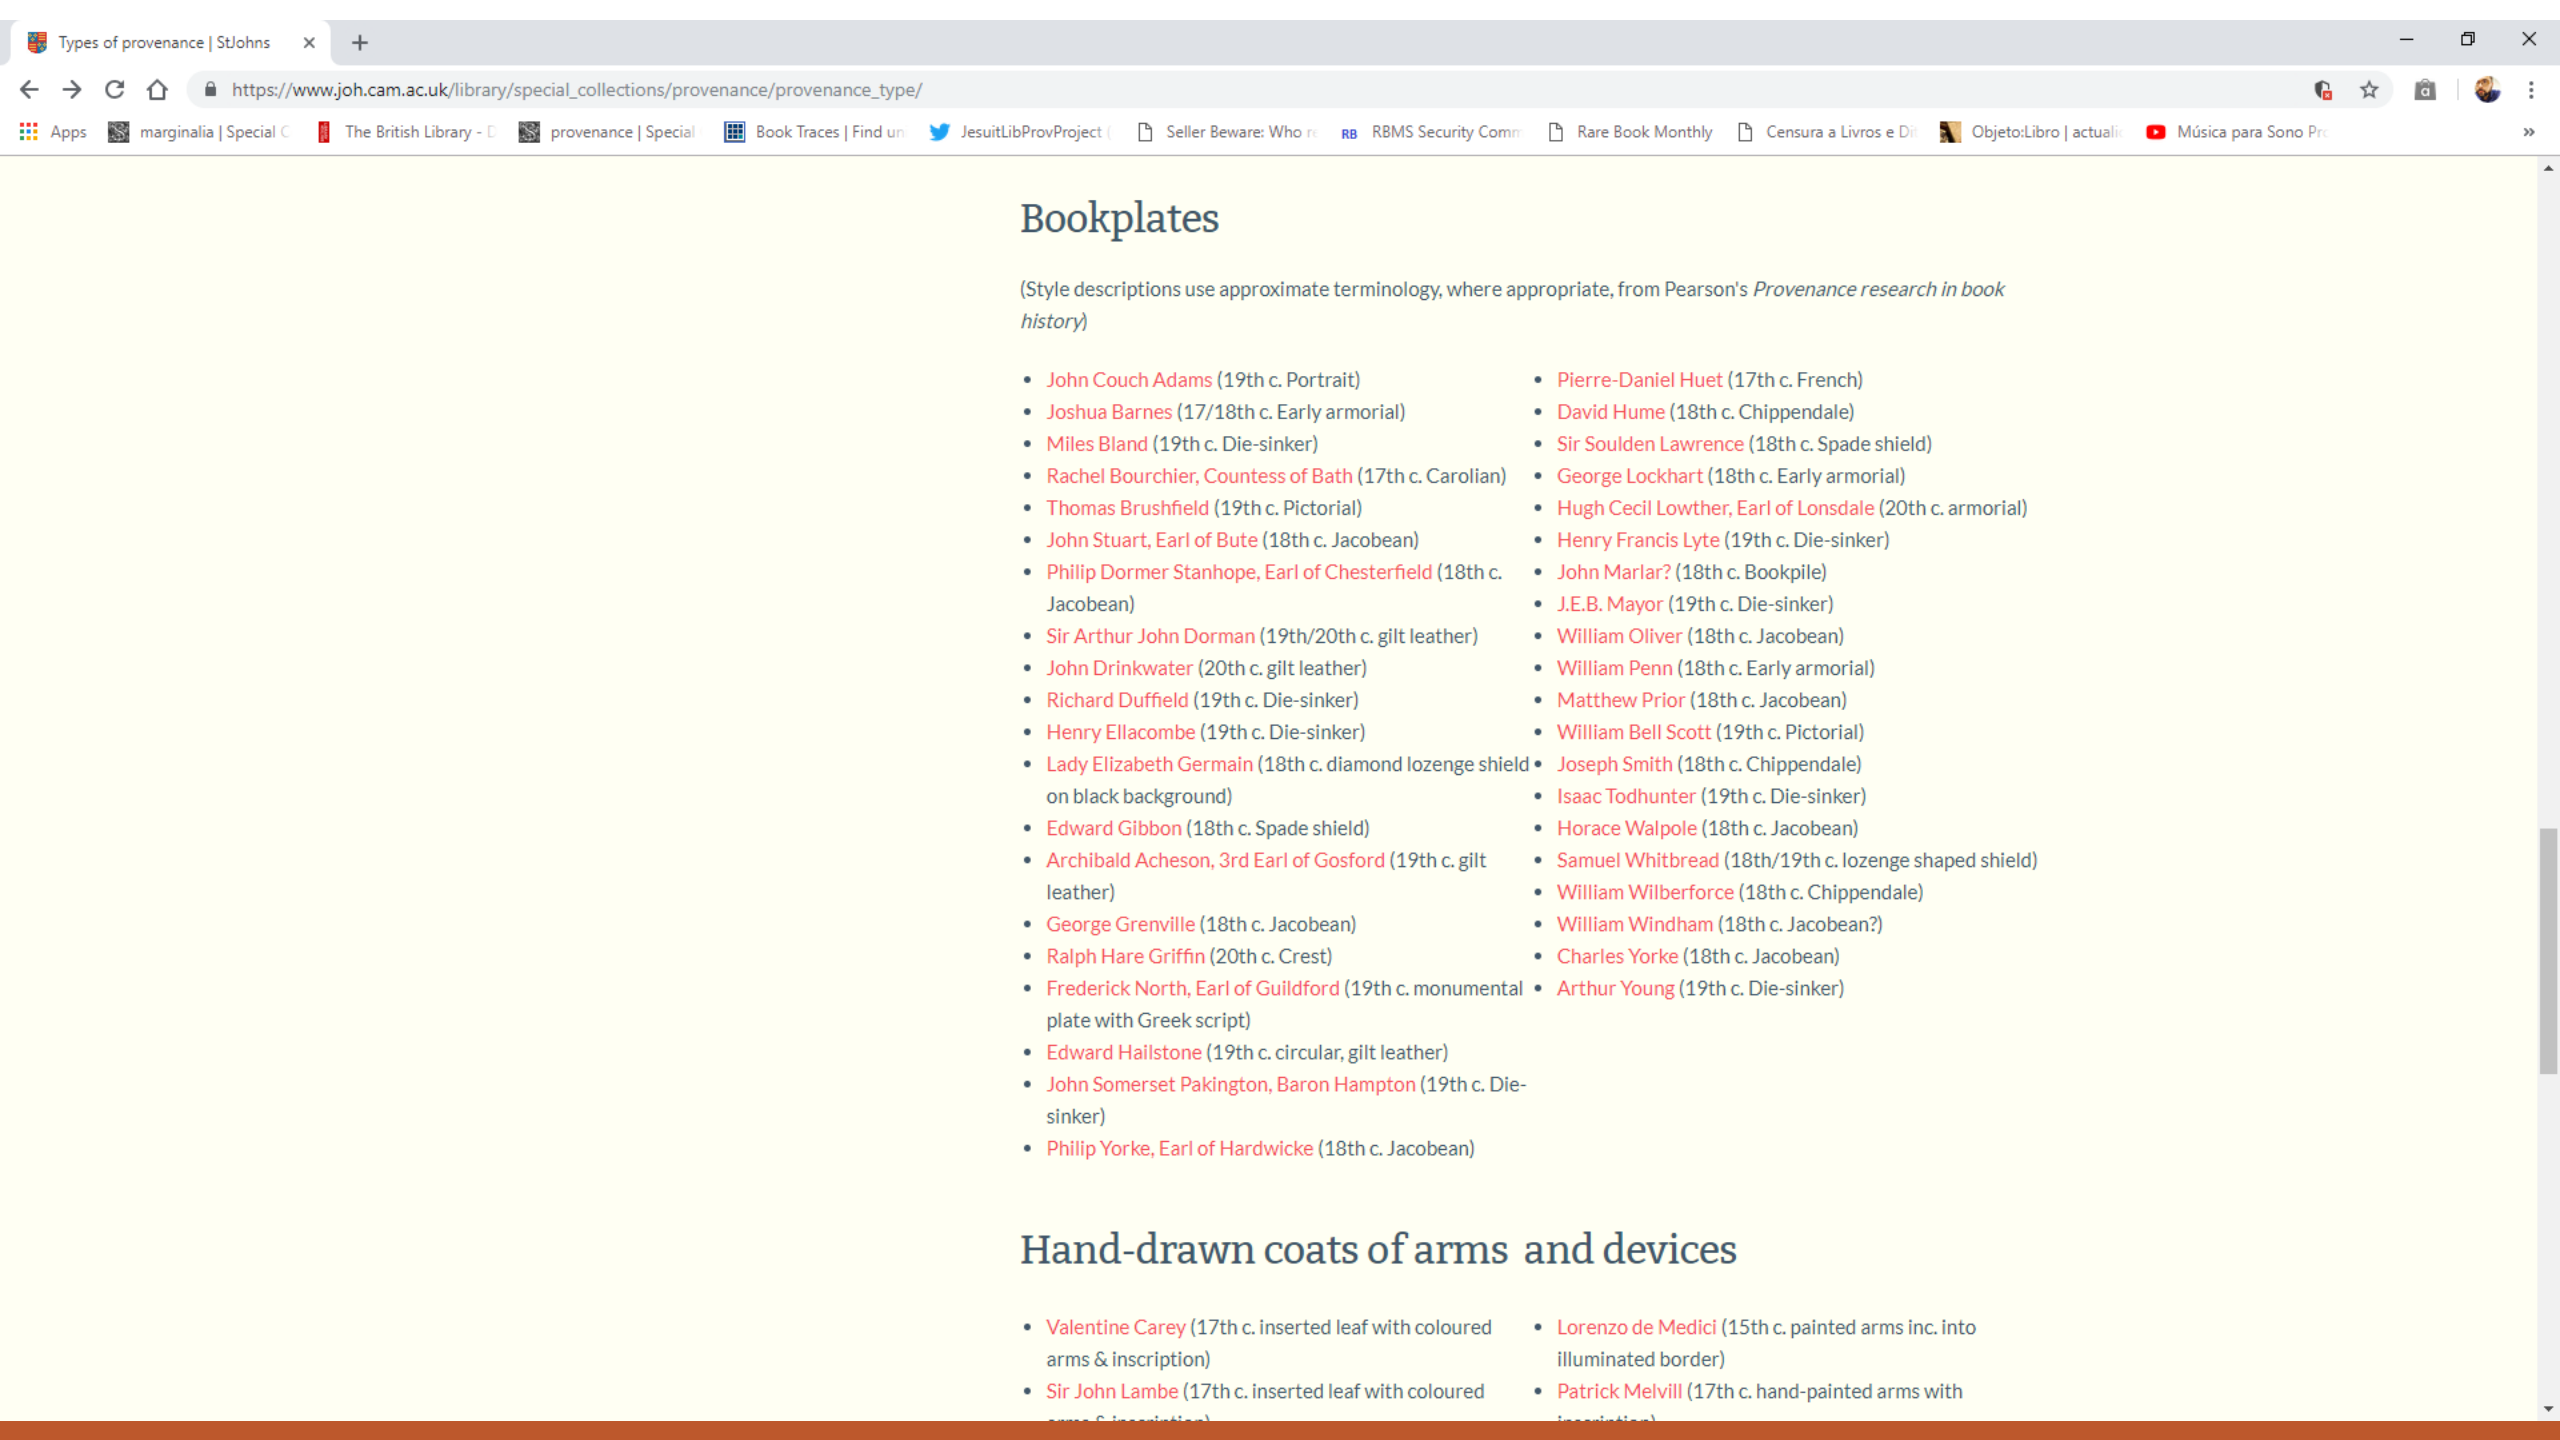 Types of provenance | StJohns
https://www.joh.cam.ac.uk/library/special_collections/provenance/provenance_type/
Apps marginalia | Special C The British Library - D provenance | Special Book Traces | Find un JesuitLibProvProject ( Seller Beware: Who r RB RBMS Security Comm Rare Book Monthly Censura a Livros e Di Objeto:Libro | actuali Música para Sono Pr »
Bookplates
(Style descriptions use approximate terminology, where appropriate, from Pearson's Provenance research in book
history)
John Couch Adams (19th c. Portrait)
Joshua Barnes (17/18th c. Early armorial)
Miles Bland (19th c. Die-sinker)
Rachel Bourchier, Countess of Bath (17th c. Carolian)
Thomas Brushfield (19th c. Pictorial)
John Stuart, Earl of Bute (18th c. Jacobean)
Philip Dormer Stanhope, Earl of Chesterfield (18th c.
Jacobean)
Sir Arthur John Dorman (19th/20th c. gilt leather)
John Drinkwater (20th c. gilt leather)
Richard Duffield (19th c. Die-sinker)
Henry Ellacombe (19th c. Die-sinker)
Lady Elizabeth Germain (18th c. diamond lozenge shield
on black background)
Edward Gibbon (18th c. Spade shield)
Archibald Acheson, 3rd Earl of Gosford (19th c. gilt
leather)
George Grenville (18th c. Jacobean)
Ralph Hare Griffin (20th c. Crest)
Frederick North, Earl of Guildford (19th c. monumental
plate with Greek script)
Edward Hailstone (19th c. circular, gilt leather)
John Somerset Pakington, Baron Hampton (19th c. Die-
sinker)
Philip Yorke, Earl of Hardwicke (18th c. Jacobean)
Pierre-Daniel Huet (17th c. French)
David Hume (18th c. Chippendale)
Sir Soulden Lawrence (18th c. Spade shield)
George Lockhart (18th c. Early armorial)
Hugh Cecil Lowther, Earl of Lonsdale (20th c. armorial)
Henry Francis Lyte (19th c. Die-sinker)
John Marlar? (18th c. Bookpile)
J.E.B. Mayor (19th c. Die-sinker)
William Oliver (18th c. Jacobean)
William Penn (18th c. Early armorial)
Matthew Prior (18th c. Jacobean)
William Bell Scott (19th c. Pictorial)
Joseph Smith (18th c. Chippendale)
Isaac Todhunter (19th c. Die-sinker)
Horace Walpole (18th c. Jacobean)
Samuel Whitbread (18th/19th c. lozenge shaped shield)
William Wilberforce (18th c. Chippendale)
William Windham (18th c. Jacobean?)
Charles Yorke (18th c. Jacobean)
Arthur Young (19th c. Die-sinker)
Hand-drawn coats of arms and devices
Valentine Carey (17th c. inserted leaf with coloured
arms & inscription)
Sir John Lambe (17th c. inserted leaf with coloured
arms & inscription)
Lorenzo de Medici (15th c. painted arms inc. into
illuminated border)
Patrick Melvill (17th c. hand-painted arms with
inscription)